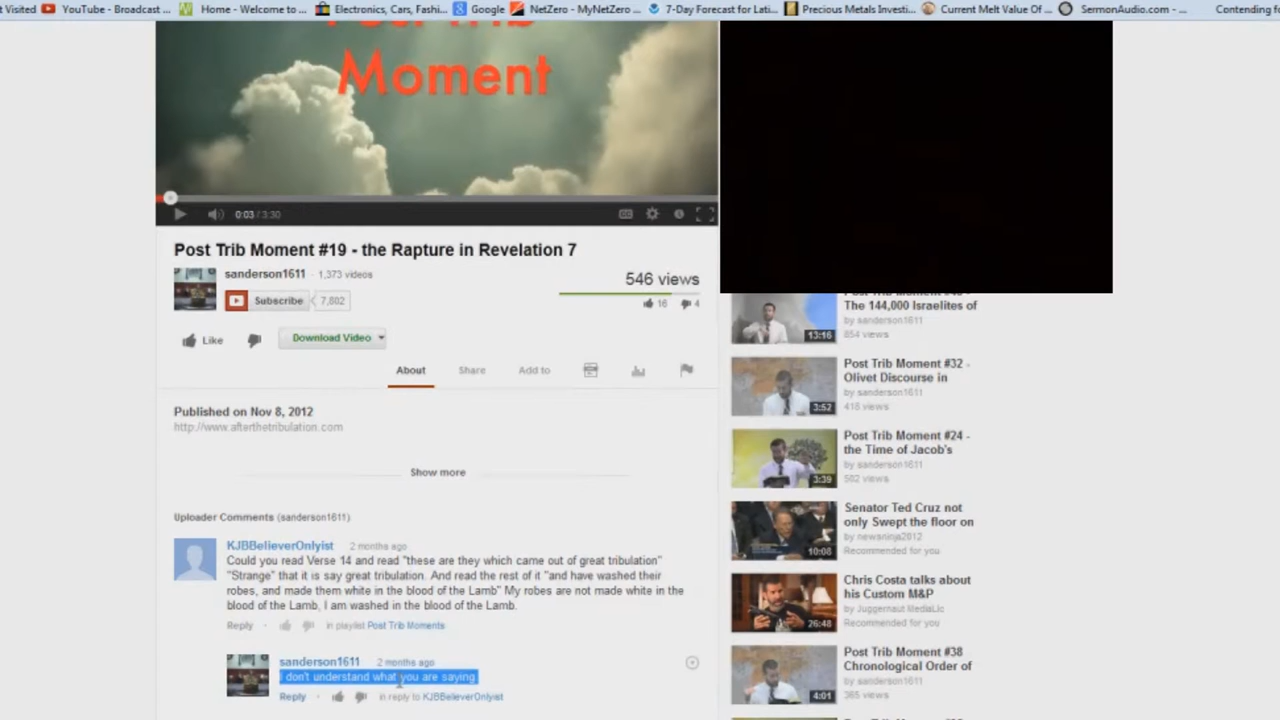 t Visited YouTube - Broadcast ... Home - Welcome to ... Electronics, Cars, Fashi... Google NetZero - MyNetZero ... 7-Day Forecast for Lati... Precious Metals Investi... Current Melt Value Of ... SermonAudio.com - ... Contending fo
Post Trib
Moment
0:03 / 3:30
Post Trib Moment #19 - the Rapture in Revelation 7
sanderson1611 · 1,373 videos
Subscribe 7,802
546 views
16 4
Like Download Video
About Share Add to
Published on Nov 8, 2012
http://www.afterthetribulation.com
Show more
Uploader Comments (sanderson1611)
KJBBelieverOnlyist 2 months ago
Could you read Verse 14 and read "these are they which came out of great tribulation"
"Strange" that it is say great tribulation. And read the rest of it "and have washed their
robes, and made them white in the blood of the Lamb" My robes are not made white in the
blood of the Lamb, I am washed in the blood of the Lamb.
Reply · in playlist Post Trib Moments
sanderson1611 2 months ago
I don't understand what you are saying.
Reply · in reply to KJBBelieverOnlyist
The 144,000 Israelites of
by sanderson1611
854 views
13:16
Post Trib Moment #32 -
Olivet Discourse in
by sanderson1611
418 views
3:52
Post Trib Moment #24 -
the Time of Jacob's
by sanderson1611
502 views
3:39
Senator Ted Cruz not
only Swept the floor on
by newsninja2012
Recommended for you
10:08
Chris Costa talks about
his Custom M&P
by Juggernaut MediaLlc
Recommended for you
26:48
Post Trib Moment #38
Chronological Order of
by sanderson1611
365 views
4:01